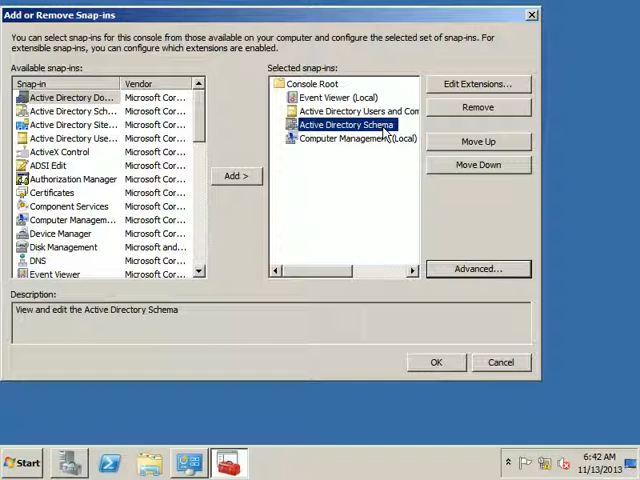 Add or Remove Snap-ins
You can select snap-ins for this console from those available on your computer and configure the selected set of snap-ins. For
extensible snap-ins, you can configure which extensions are enabled.
Available snap-ins:
Snap-in Vendor
Active Directory Do... Microsoft Cor...
Active Directory Sch... Microsoft Cor...
Active Directory Site... Microsoft Cor...
Active Directory Use... Microsoft Cor...
ActiveX Control Microsoft Cor...
ADSI Edit Microsoft Cor...
Authorization Manager Microsoft Cor...
Certificates Microsoft Cor...
Component Services Microsoft Cor...
Computer Managem... Microsoft Cor...
Device Manager Microsoft Cor...
Disk Management Microsoft and...
DNS Microsoft Cor...
Event Viewer Microsoft Cor...
Add >
Selected snap-ins:
Console Root
Event Viewer (Local)
Active Directory Users and Com
Active Directory Schema
Computer Management (Local)
Edit Extensions...
Remove
Move Up
Move Down
Advanced...
Description:
View and edit the Active Directory Schema
OK
Cancel
Start
6:42 AM
11/13/2013